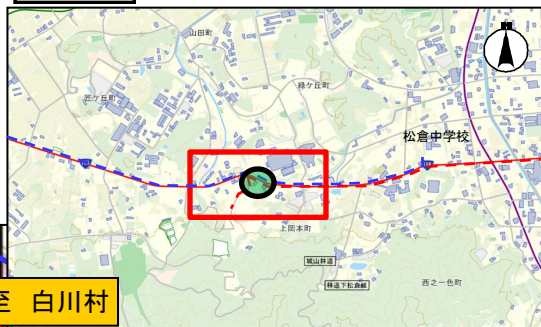 山田町
緑ケ丘町
匠ケ丘町
松倉中学校
158
上岡本町
城山林道
林道下松倉線
西之一色町
至 白川村